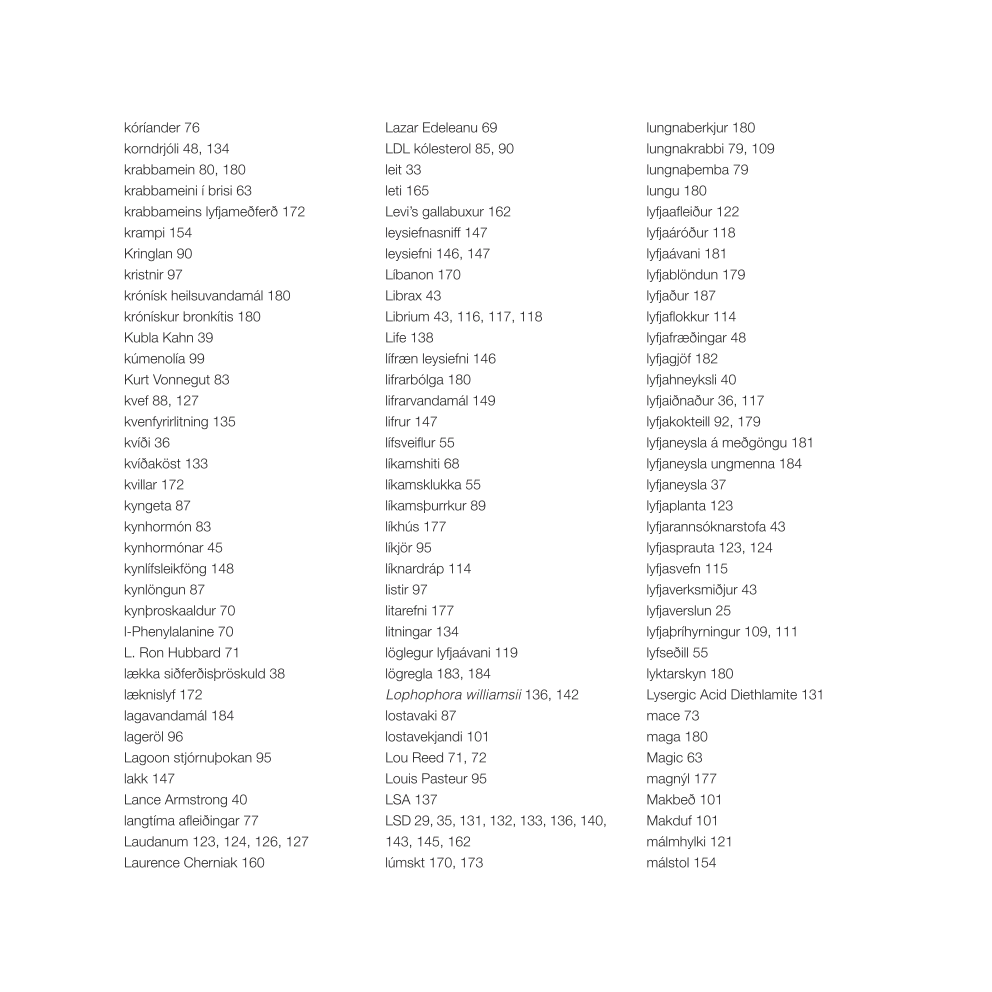 kóríander 76
korndrjóli 48, 134
krabbamein 80, 180
krabbameini í brisi 63
krabbameins lyfjameðferð 172
krampi 154
Kringlan 90
kristnir 97
krónísk heilsuvandamál 180
krónískur bronkítis 180
Kubla Kahn 39
kúmenolía 99
Kurt Vonnegut 83
kvef 88, 127
kvenfyrirlitning 135
kvíði 36
kvíðaköst 133
kvillar 172
kyngeta 87
kynhormón 83
kynhormónar 45
kynlífsleikföng 148
kynlöngun 87
kynþroskaaldur 70
l-Phenylalanine 70
L. Ron Hubbard 71
lækka siðferðisþröskuld 38
læknislyf 172
lagavandamál 184
lageröl 96
Lagoon stjórnuþokan 95
lakk 147
Lance Armstrong 40
langtíma afleiðingar 77
Laudanum 123, 124, 126, 127
Laurence Cherniak 160
Lazar Edeleanu 69
LDL kólesterol 85, 90
leit 33
leti 165
Levi's gallabuxur 162
leysiefnasniff 147
leysiefni 146, 147
Líbanon 170
Librax 43
Librium 43, 116, 117, 118
Life 138
lífræn leysiefni 146
lifrarbólga 180
lifrarvandamál 149
lifrur 147
lífsveiflur 55
líkamshiti 68
líkamsklukka 55
líkamsþurrkur 89
líkhús 177
líkjör 95
líknardráp 114
listir 97
litarefni 177
litningar 134
löglegur lyfjaávani 119
lögregla 183, 184
Lophophora williamsii 136, 142
lostavaki 87
lostavekjandi 101
Lou Reed 71, 72
Louis Pasteur 95
LSA 137
LSD 29, 35, 131, 132, 133, 136, 140,
143, 145, 162
lúmskt 170, 173
lungnaberkjur 180
lungnakrabbi 79, 109
lungnaþemba 79
lungu 180
lyfjaafleiður 122
lyfjaáróður 118
lyfjaávani 181
lyfjablöndun 179
lyfjaður 187
lyfjaflokkur 114
lyfjafræðingar 48
lyfjagjöf 182
lyfjahneyksli 40
lyfjaiðnaður 36, 117
lyfjakokteill 92, 179
lyfjaneysla á meðgöngu 181
lyfjaneysla ungmenna 184
lyfjaneysla 37
lyfjaplanta 123
lyfjarannsóknarstofa 43
lyfjasprauta 123, 124
lyfjasvefn 115
lyfjaverksmiðjur 43
lyfjaverslun 25
lyfjaþríhyrningur 109, 111
lyfseðill 55
lyktarskyn 180
Lysergic Acid Diethlamite 131
mace 73
maga 180
Magic 63
magnýl 177
Makbeð 101
Makduf 101
málmhylki 121
málstol 154